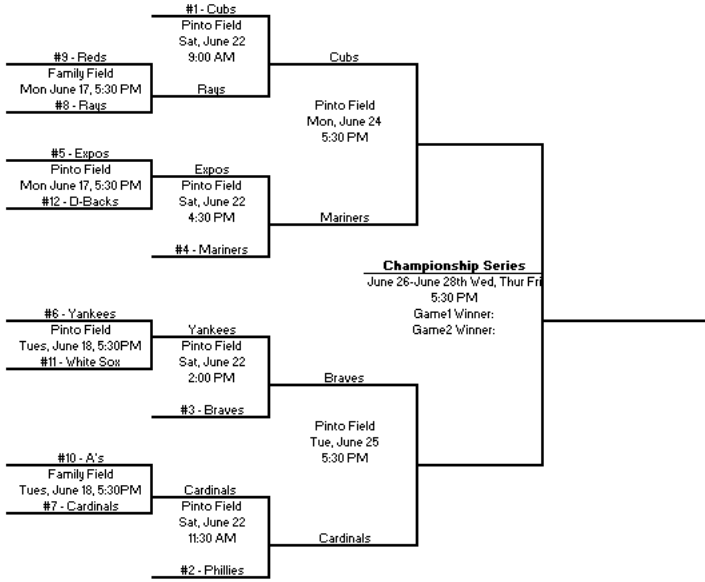 #1 - Cubs
Pinto Field
Sat, June 22
9:00 AM
#9 - Reds
Family Field
Mon June 17, 5:30 PM
#8 - Rays
Rays
Cubs
Pinto Field
Mon, June 24
5:30 PM
#5 - Expos
Pinto Field
Mon June 17, 5:30 PM
#12 - D-Backs
Expos
Pinto Field
Sat, June 22
4:30 PM
#4 - Mariners
Mariners
Championship Series
June 26-June 28th Wed, Thur Fri
5:30 PM
Game1 Winner:
Game2 Winner:
#6 - Yankees
Pinto Field
Tues, June 18, 5:30PM
#11 - White Sox
Yankees
Pinto Field
Sat, June 22
2:00 PM
#3 - Braves
Braves
Pinto Field
Tue, June 25
5:30 PM
#10 - A's
Family Field
Tues, June 18, 5:30PM
#7 - Cardinals
Cardinals
Pinto Field
Sat, June 22
11:30 AM
#2 - Phillies
Cardinals